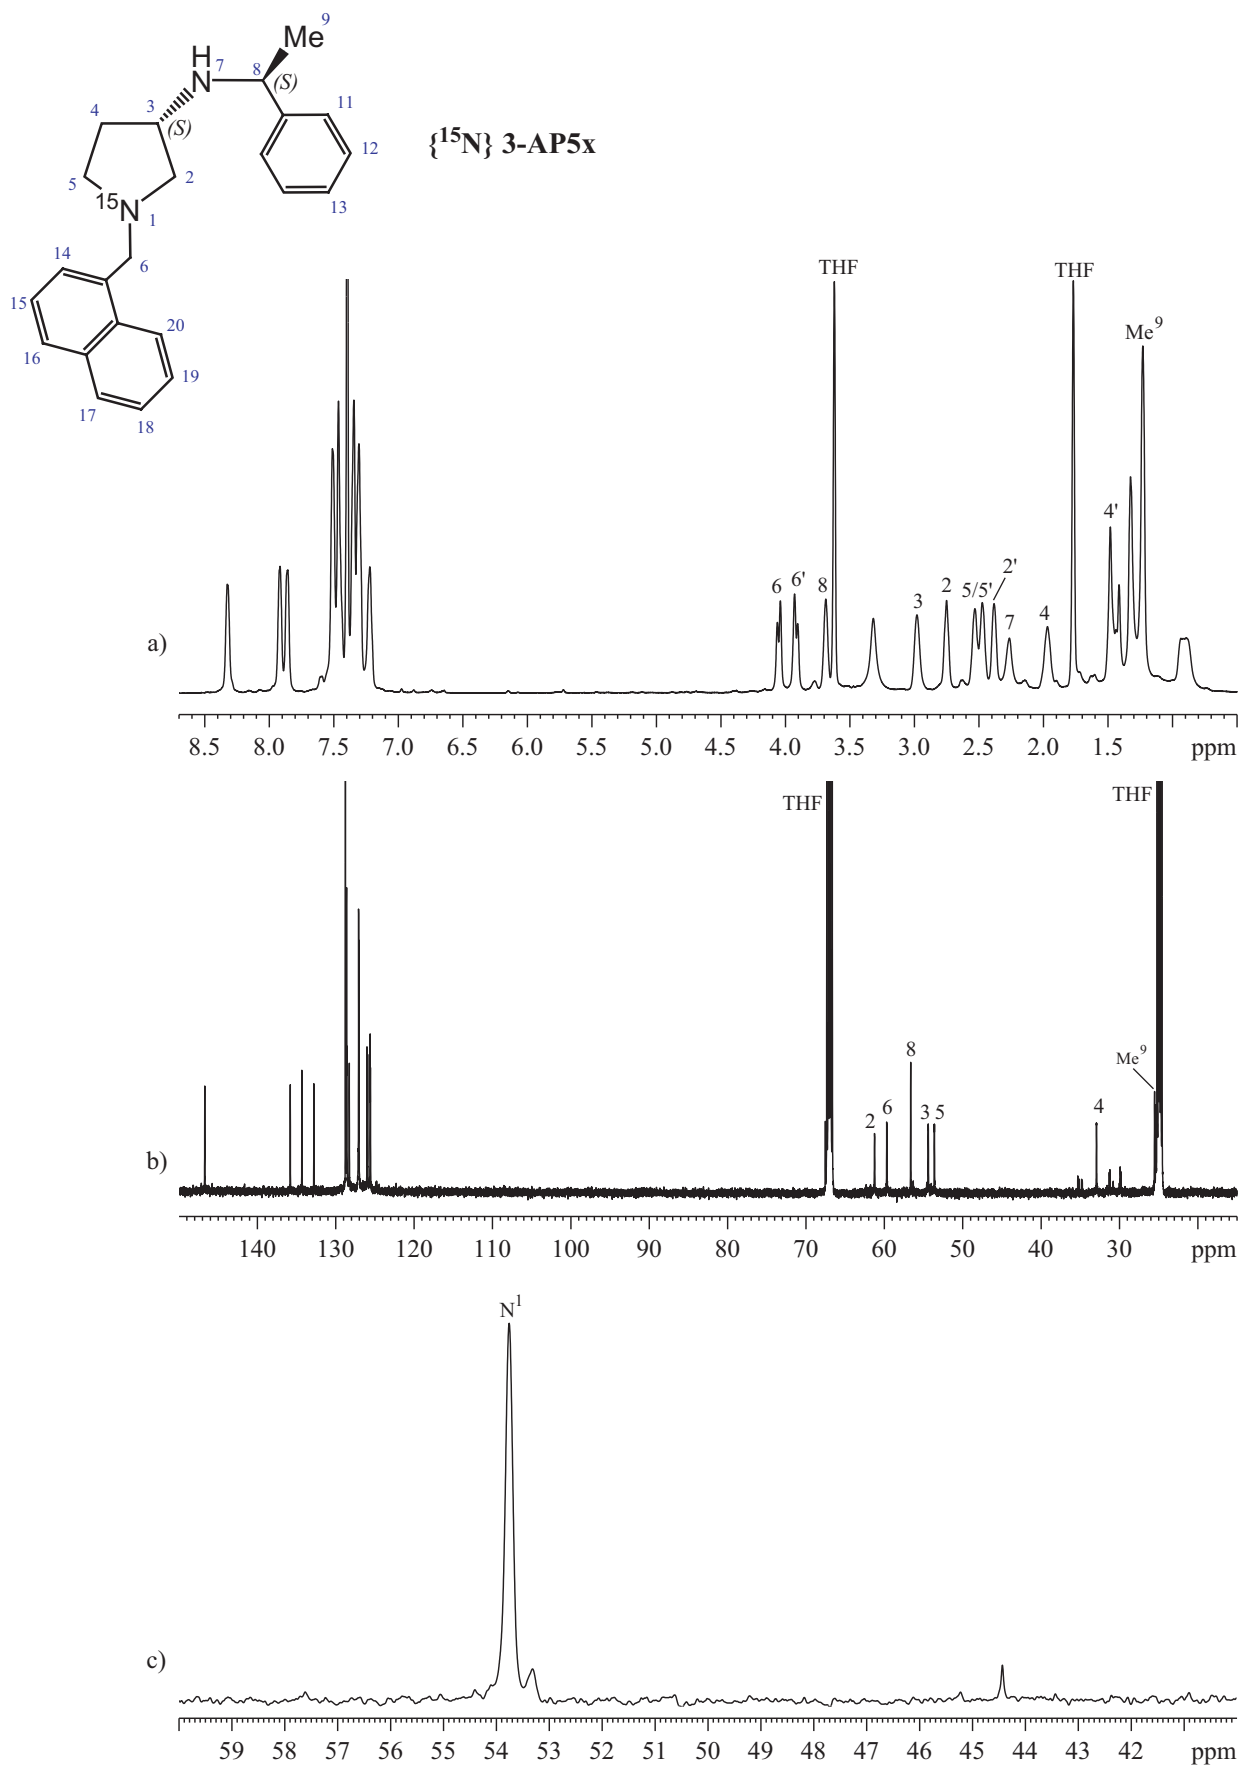 Me 9
H
N 7
8
(S)
11
4
3
(S)
12
{15N} 3-AP5x
2
5
15N
1
13
14
6
15
20
16
19
17
18
THF
THF
Me9
4'
6
6'
8
3
2
5/5'
2'
7
4
a)
8.5 8.0 7.5 7.0 6.5 6.0 5.5 5.0 4.5 4.0 3.5 3.0 2.5 2.0 1.5 ppm
THF
THF
8
Me9
2
6
3
5
4
b)
140 130 120 110 100 90 80 70 60 50 40 30 ppm
N1
c)
59 58 57 56 55 54 53 52 51 50 49 48 47 46 45 44 43 42 ppm